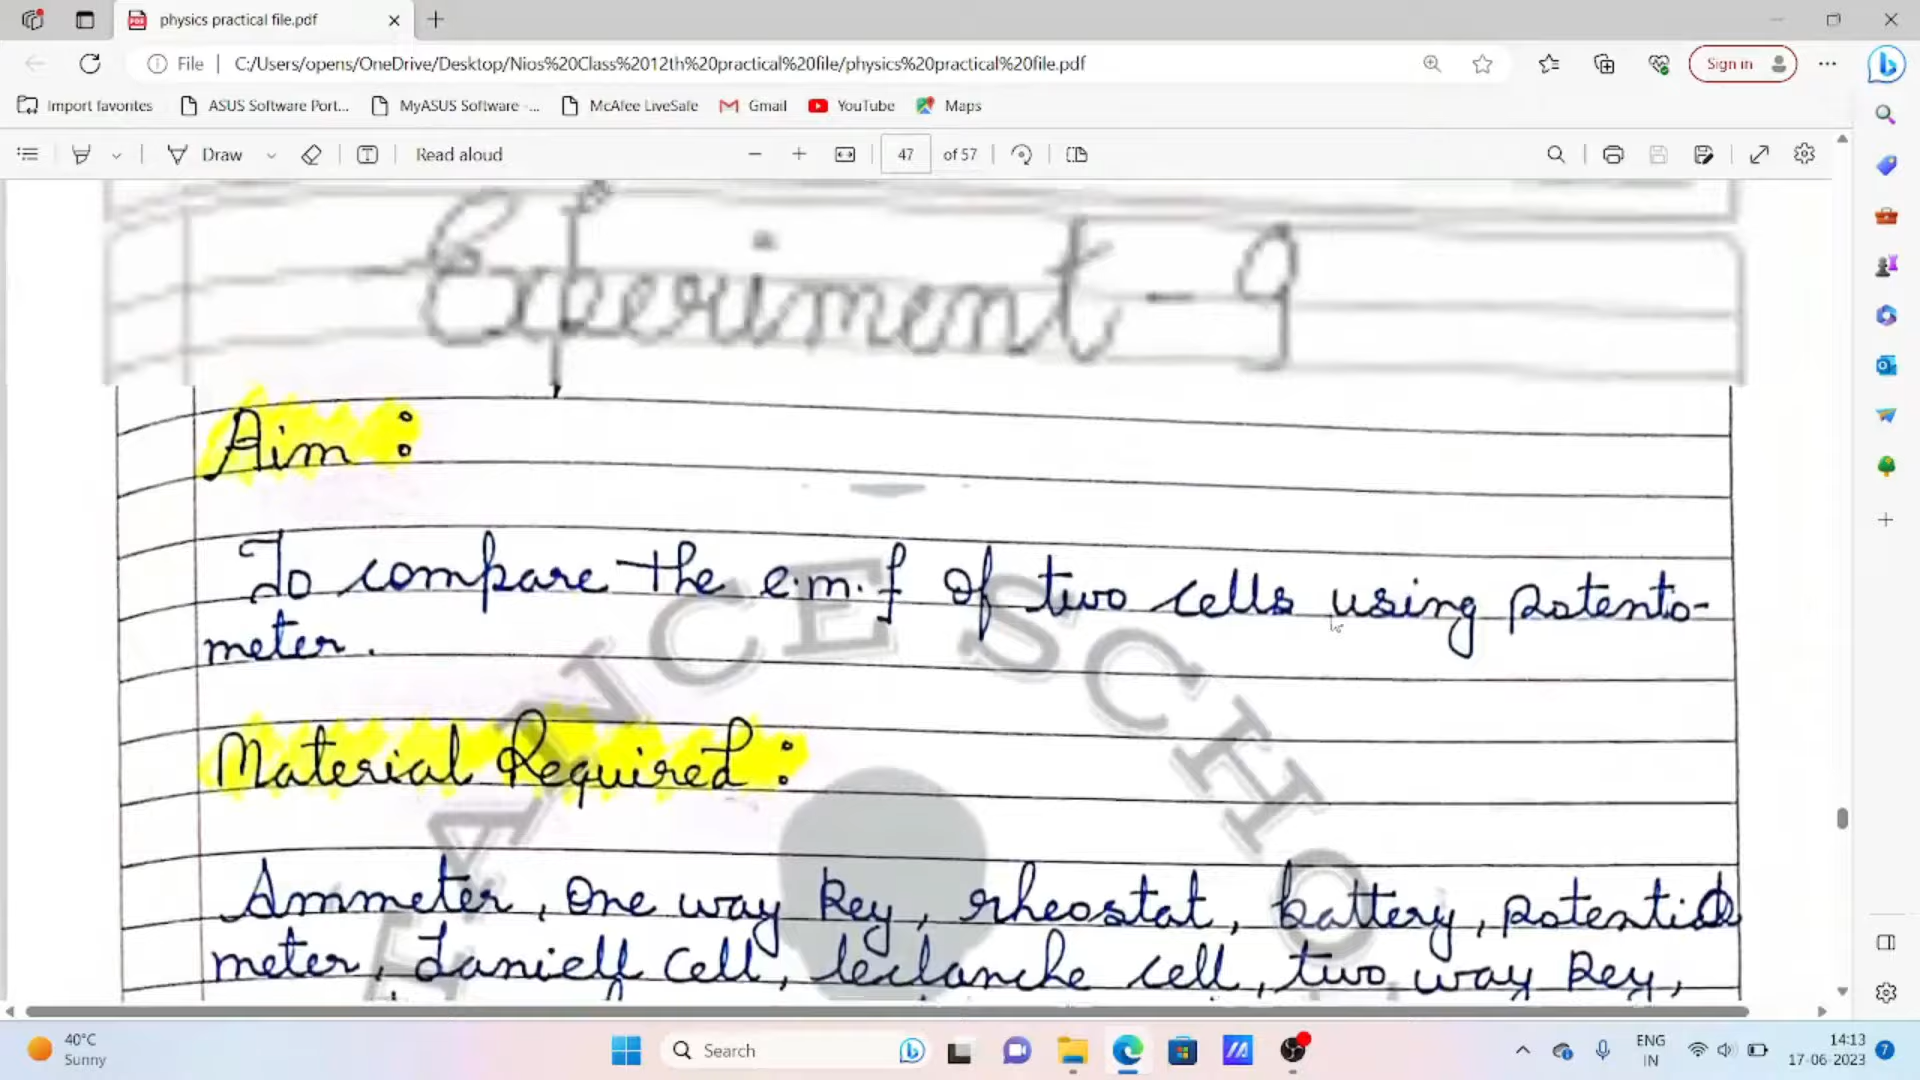 physics practical file.pdf
File | C:/Users/opens/OneDrive/Desktop/Nios%20Class%2012th%20practical%20file/physics%20practical%20file.pdf
Sign in
Import favorites ASUS Software Port... MyASUS Software -... McAfee LiveSafe Gmail YouTube Maps
Draw Read aloud 47 of 57
Experiment - 9
Aim :
To compare the e.m.f of two cells using potento-
meter.
Material Required :
Ammeter, one way key, rheostat, battery, potentio
meter, Daniell cell, leclanche cell, two way key,
ANCE SCHO
40°C
Sunny
Search
ENG
IN
14:13
17-06-2023
7